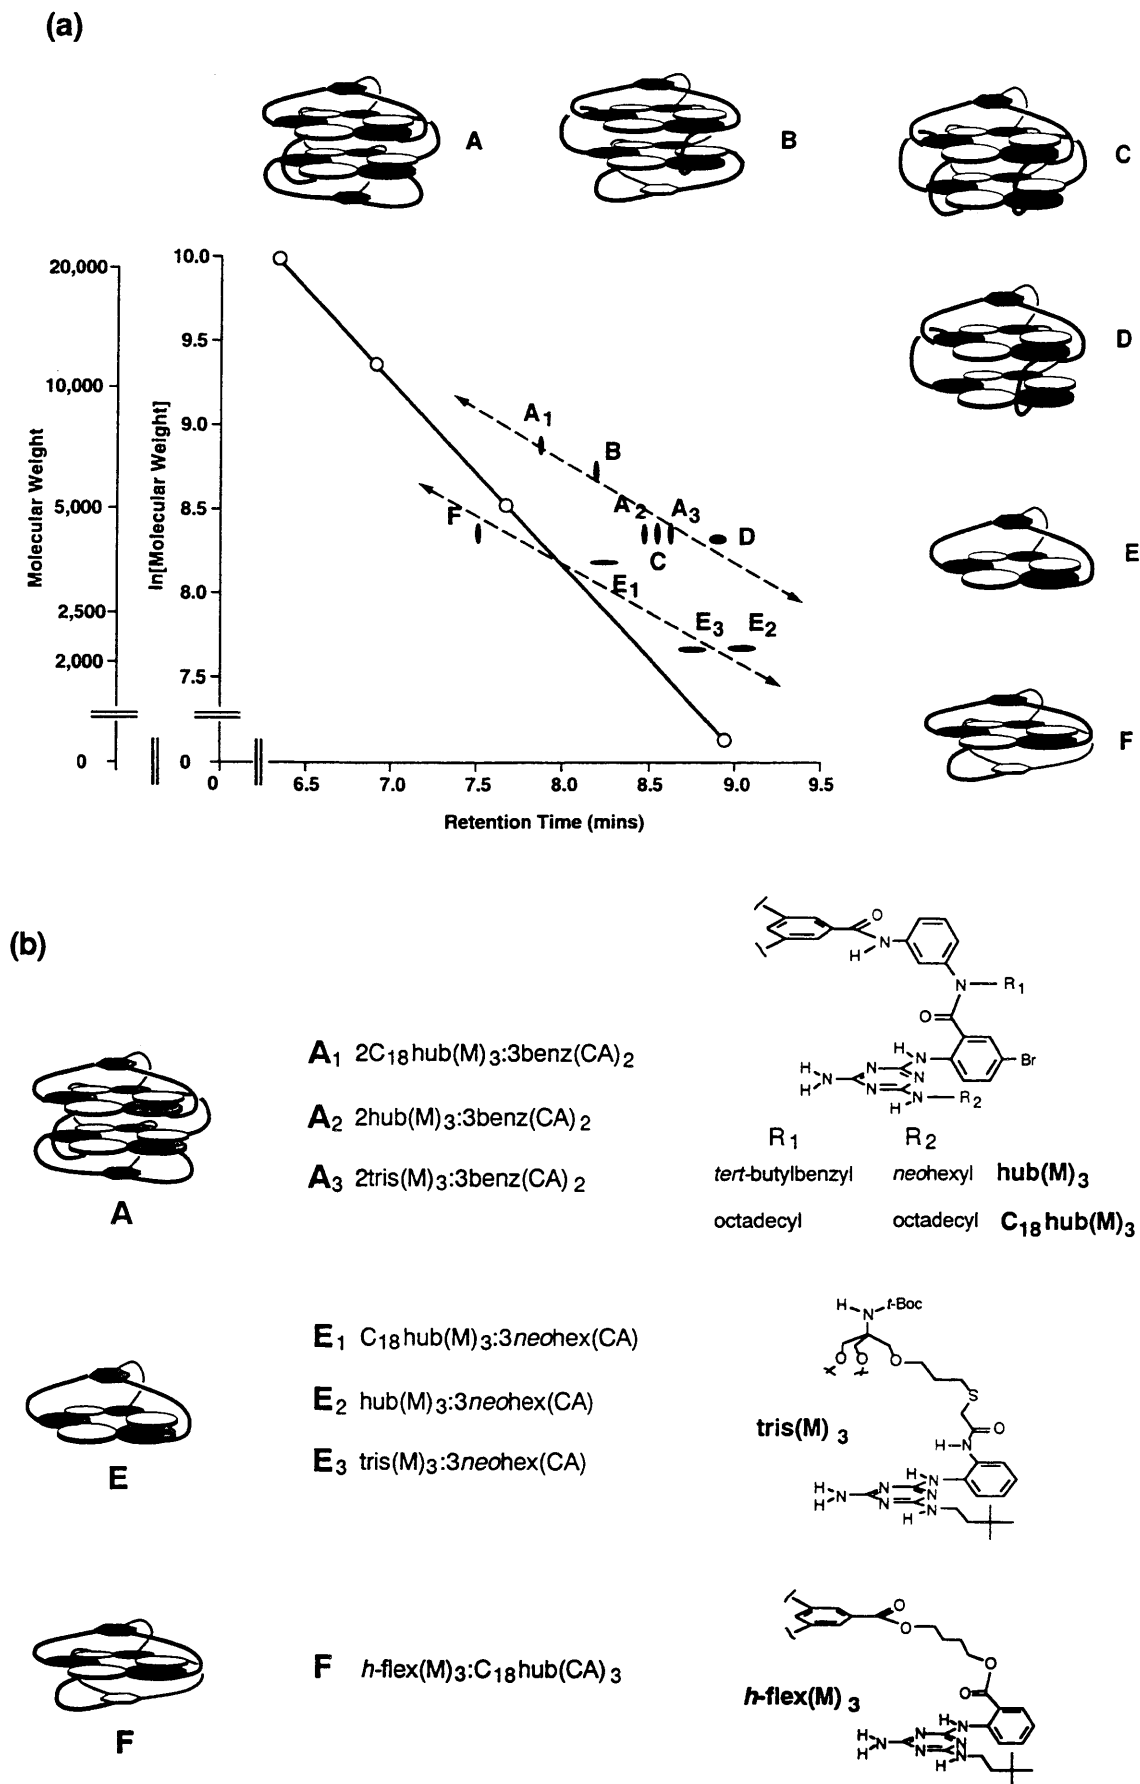 (a)
A
B
C
D
E
F
Molecular Weight
20,000
10,000
5,000
2,500
2,000
0
ln[Molecular Weight]
10.0
9.5
9.0
8.5
8.0
7.5
0
A1
B
A2
A3
C
D
F
E1
E3
E2
0
6.5
7.0
7.5
8.0
8.5
9.0
9.5
Retention Time (mins)
(b)
A
A1 2C18hub(M)3:3benz(CA)2
A2 2hub(M)3:3benz(CA)2
A3 2tris(M)3:3benz(CA)2
O
N
H
N
R1
O
H
N
Br
H
N
H
N
N
N
N
H
R2
R1 R2
tert-butylbenzyl neohexyl hub(M)3
octadecyl octadecyl C18hub(M)3
E
E1 C18hub(M)3:3neohex(CA)
E2 hub(M)3:3neohex(CA)
E3 tris(M)3:3neohex(CA)
H
N
t-Boc
O
O
O
S
tris(M)3
O
H
N
H
N
H
N
H
N
N
N
N
H
F
F h-flex(M)3:C18hub(CA)3
O
O
O
O
h-flex(M)3
H
N
H
N
H
N
N
N
N
H